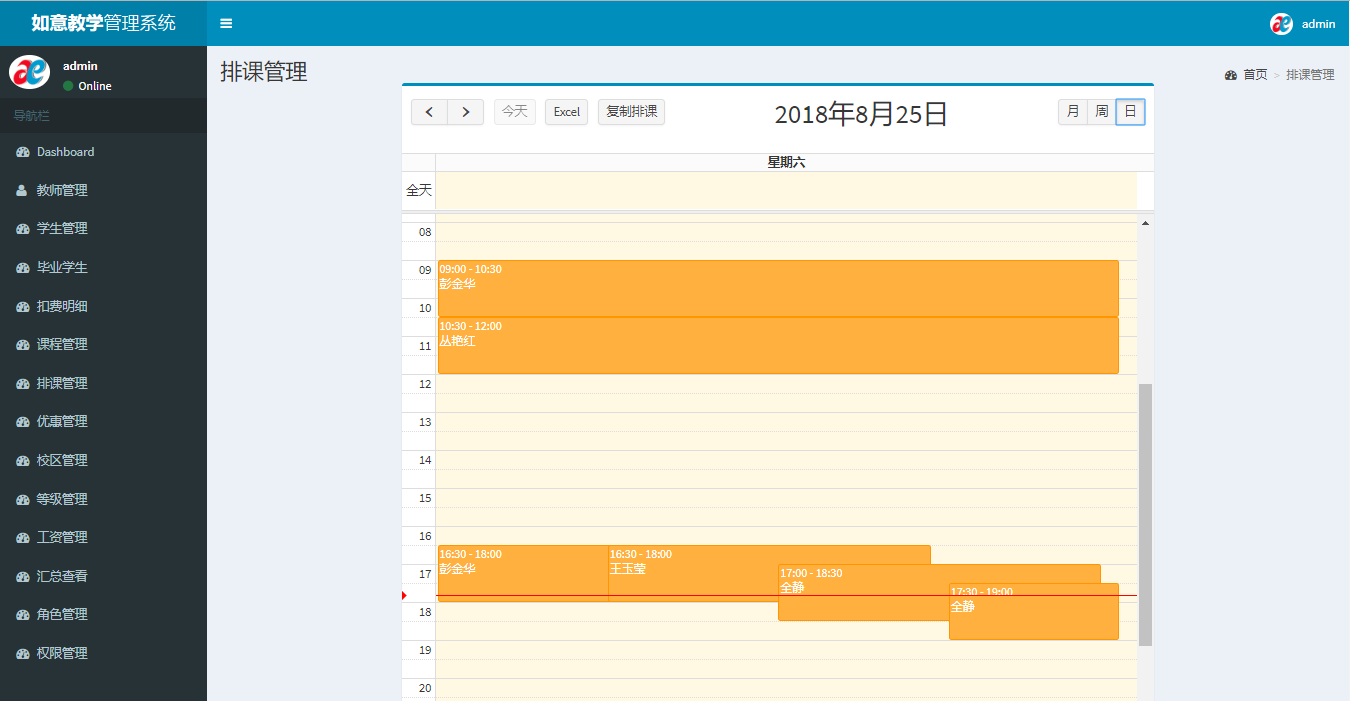 如意教学管理系统
admin
admin
Online
导航栏
Dashboard
教师管理
学生管理
毕业学生
扣费明细
课程管理
排课管理
优惠管理
校区管理
等级管理
工资管理
汇总查看
角色管理
权限管理
排课管理
首页 > 排课管理
今天 Excel 复制排课
2018年8月25日
月 周 日
星期六
全天
08
09
09:00 - 10:30
彭金华
10
10:30 - 12:00
丛艳红
11
12
13
14
15
16
16:30 - 18:00
彭金华
16:30 - 18:00
王玉莹
17
17:00 - 18:30
全静
17:30 - 19:00
全静
18
19
20